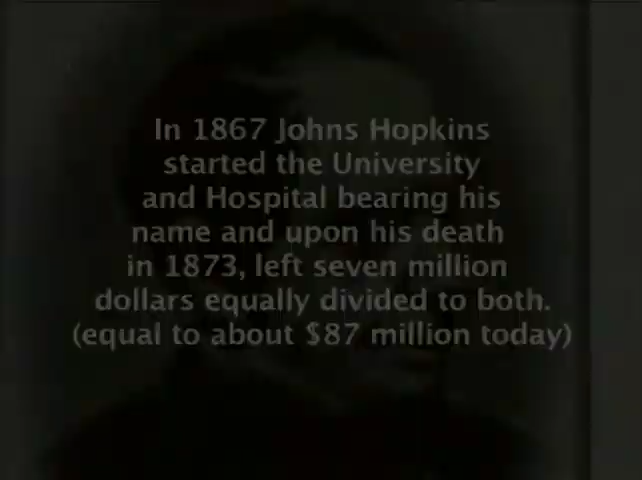 In 1867 Johns Hopkins
started the University
and Hospital bearing his
name and upon his death
in 1873, left seven million
dollars equally divided to both.
(equal to about $87 million today)